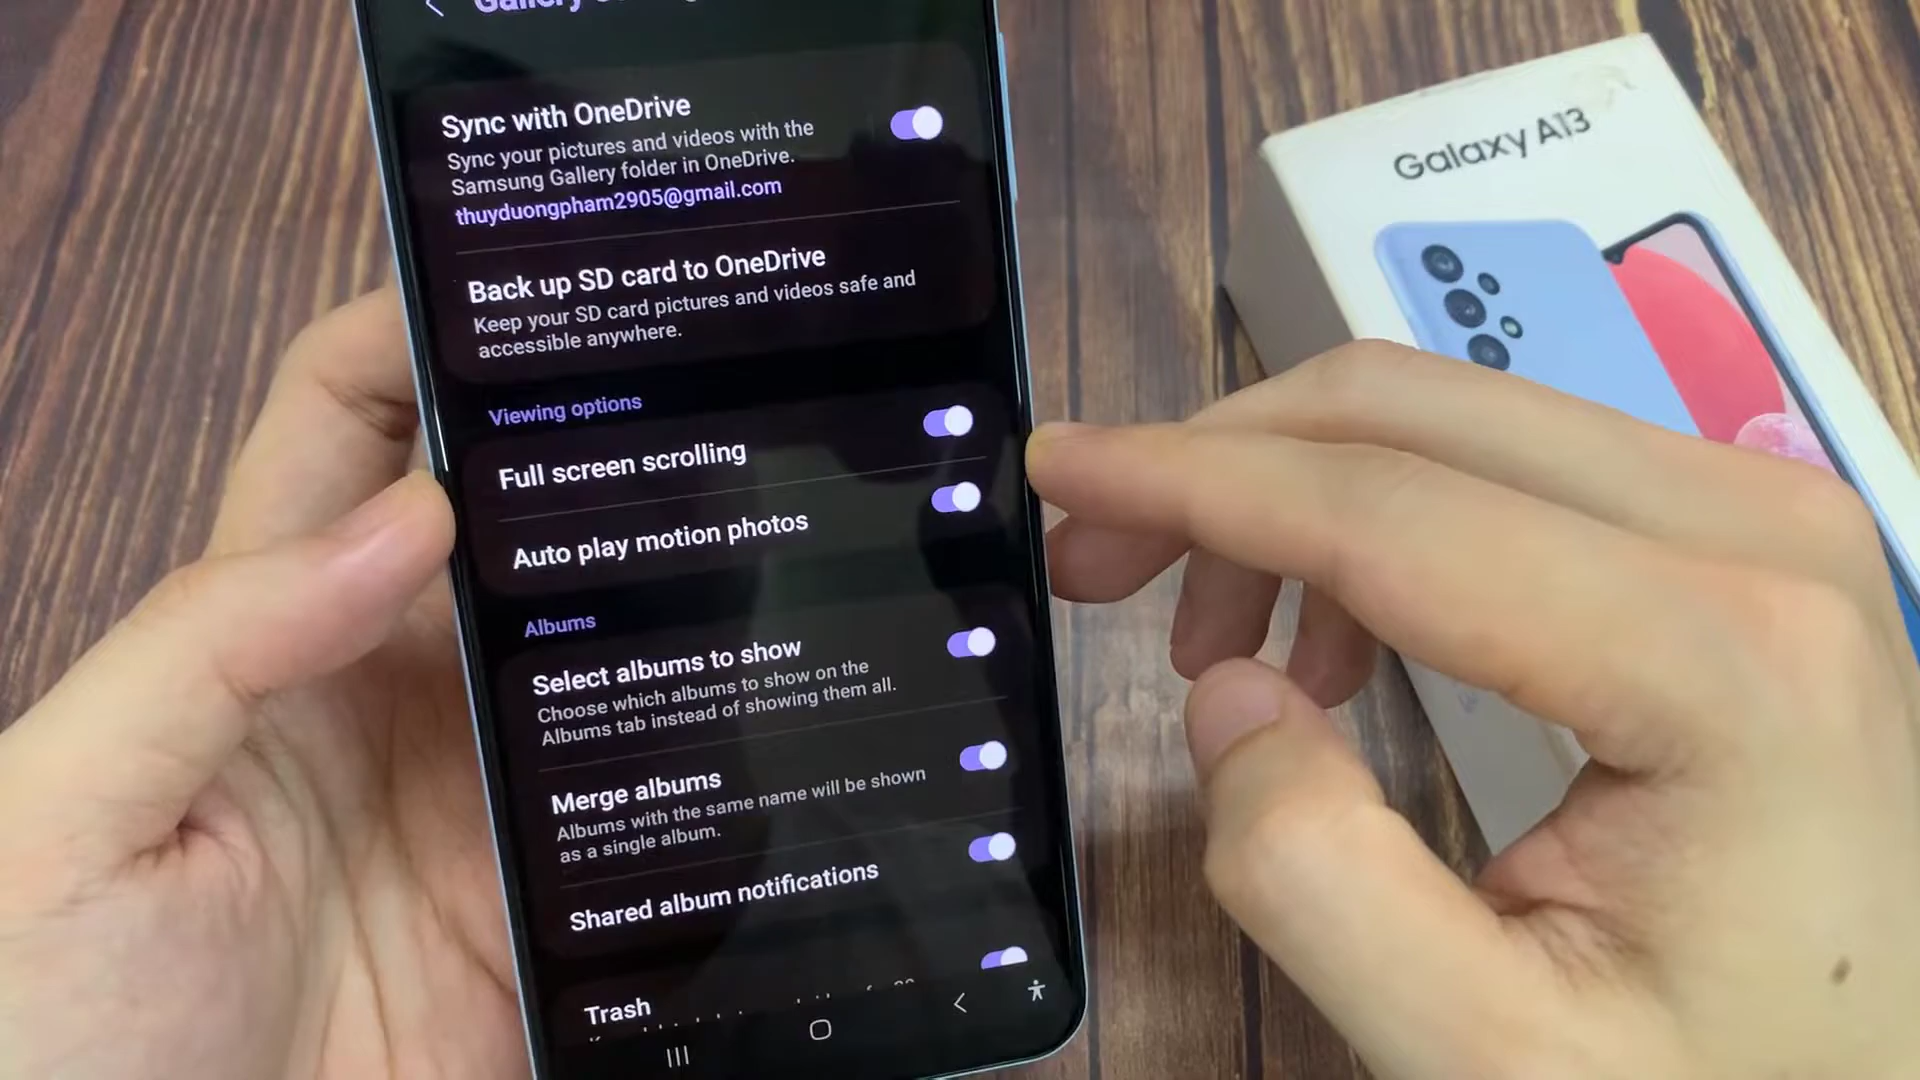 Gallery
Sync with OneDrive
Sync your pictures and videos with the
Samsung Gallery folder in OneDrive.
thuyduongpham2905@gmail.com
Back up SD card to OneDrive
Keep your SD card pictures and videos safe and
accessible anywhere.
Viewing options
Full screen scrolling
Auto play motion photos
Albums
Select albums to show
Choose which albums to show on the
Albums tab instead of showing them all.
Merge albums
Albums with the same name will be shown
as a single album.
Shared album notifications
Trash
Galaxy A13